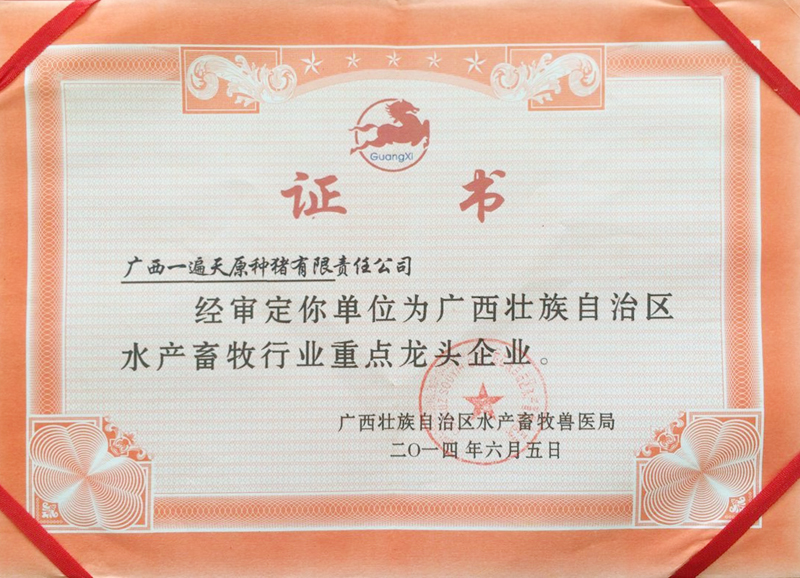 GuangXi
证 书
广西一遍天原种猪有限责任公司
经审定你单位为广西壮族自治区
水产畜牧行业重点龙头企业。
广西壮族自治区水产畜牧兽医局
二〇一四年六月五日